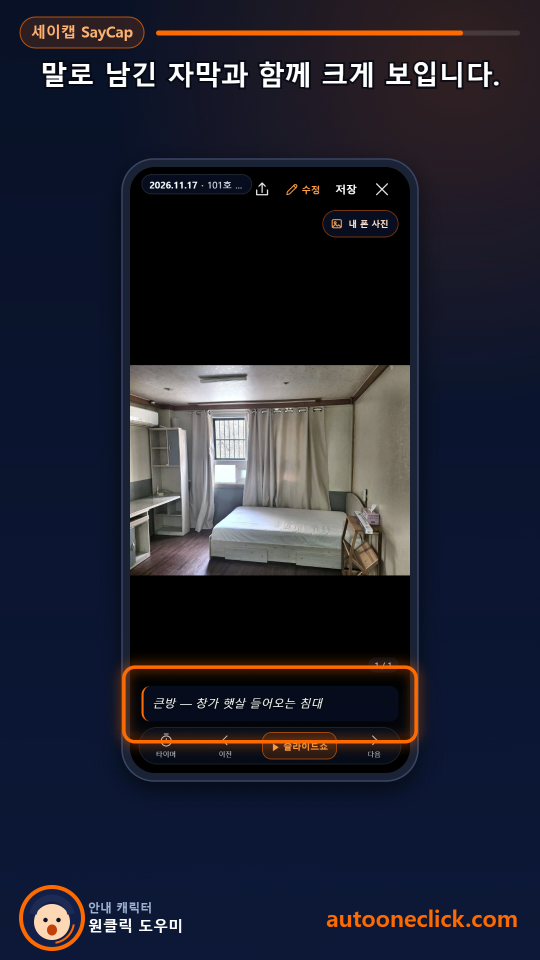 세이캡 SayCap
말로 남긴 자막과 함께 크게 보입니다.
2026.11.17 · 101호 ...
수정
저장
내 폰 사진
1 / 1
큰방 — 창가 햇살 들어오는 침대
타이머
이전
▶ 슬라이드쇼
다음
안내 캐릭터
원클릭 도우미
autooneclick.com